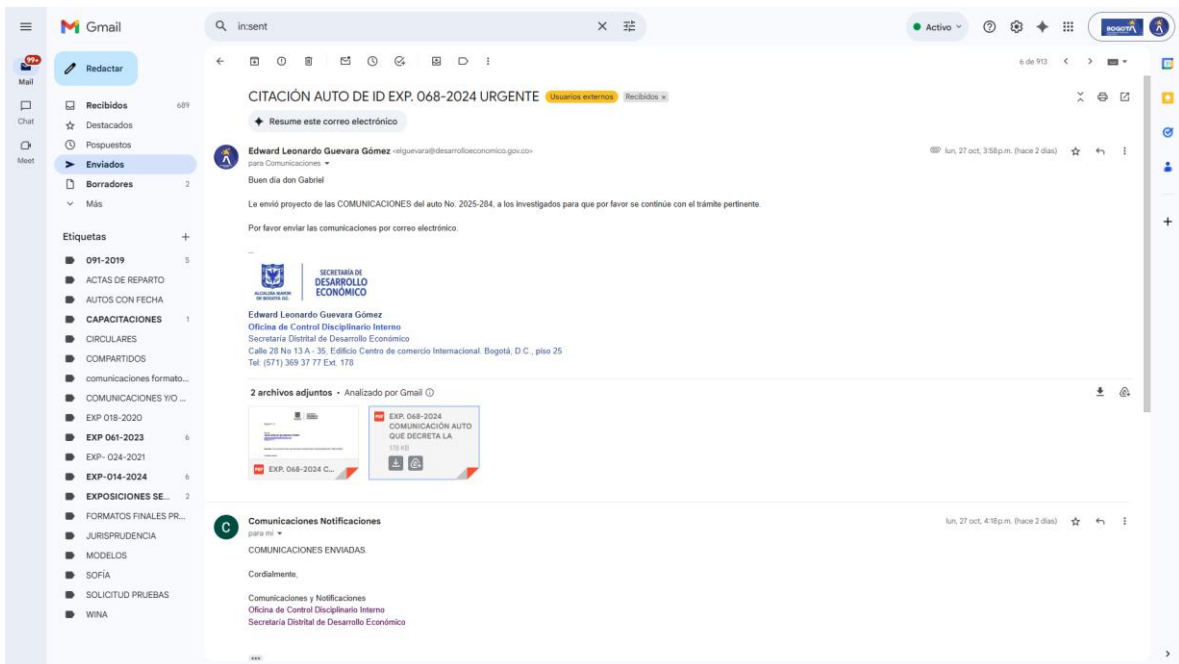 Gmail
in:sent
Activo
BOGOTÁ
99+
Mail
Chat
Meet
Redactar
Recibidos 689
Destacados
Pospuestos
Enviados
Borradores 2
Más
Etiquetas
091-2019 5
ACTAS DE REPARTO
AUTOS CON FECHA
CAPACITACIONES 1
CIRCULARES
COMPARTIDOS
comunicaciones formato...
COMUNICACIONES Y/O ...
EXP 018-2020
EXP 061-2023 6
EXP- 024-2021
EXP-014-2024 6
EXPOSICIONES SE... 2
FORMATOS FINALES PR...
JURISPRUDENCIA
MODELOS
SOFÍA
SOLICITUD PRUEBAS
WINA
6 de 913
CITACIÓN AUTO DE ID EXP. 068-2024 URGENTE Usuarios externos Recibidos x
Resume este correo electrónico
Edward Leonardo Guevara Gómez <elguevara@desarrolloeconomico.gov.co>
lun, 27 oct, 3:58 p.m. (hace 2 días)
para Comunicaciones
Buen día don Gabriel
Le envió proyecto de las COMUNICACIONES del auto No. 2025-284, a los investigados para que por favor se continúe con el trámite pertinente.
Por favor enviar las comunicaciones por correo electrónico.
--
ALCALDÍA MAYOR
DE BOGOTÁ D.C.
SECRETARÍA DE
DESARROLLO
ECONÓMICO
Edward Leonardo Guevara Gómez
Oficina de Control Disciplinario Interno
Secretaría Distrital de Desarrollo Económico
Calle 28 No 13 A - 35, Edificio Centro de comercio Internacional. Bogotá, D.C., piso 25
Tel: (571) 369 37 77 Ext. 178
2 archivos adjuntos • Analizado por Gmail
PDF EXP. 068-2024 C...
PDF EXP. 068-2024
COMUNICACIÓN AUTO
QUE DECRETA LA
178 KB
C
Comunicaciones Notificaciones
lun, 27 oct, 4:18 p.m. (hace 2 días)
para mí
COMUNICACIONES ENVIADAS.
Cordialmente,
Comunicaciones y Notificaciones
Oficina de Control Disciplinario Interno
Secretaría Distrital de Desarrollo Económico